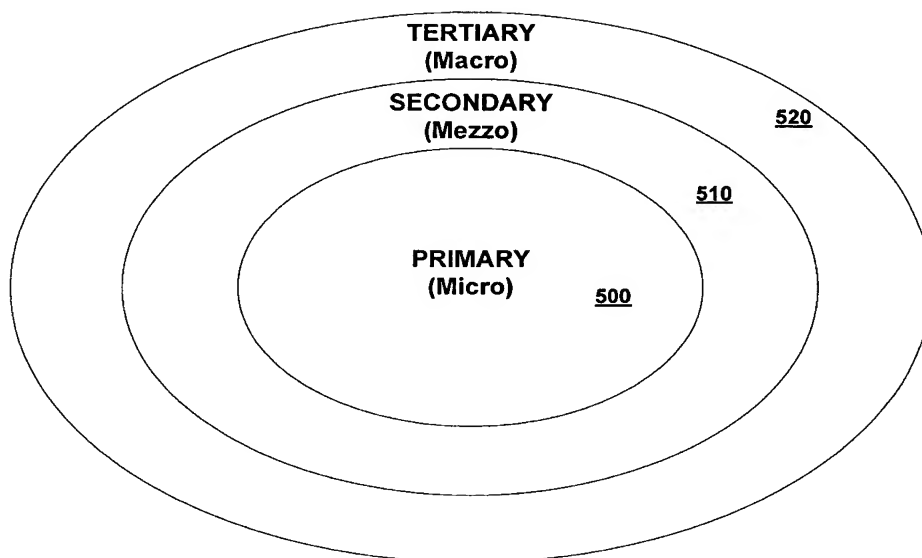 TERTIARY
(Macro)
SECONDARY
(Mezzo)
520
510
PRIMARY
(Micro)
500